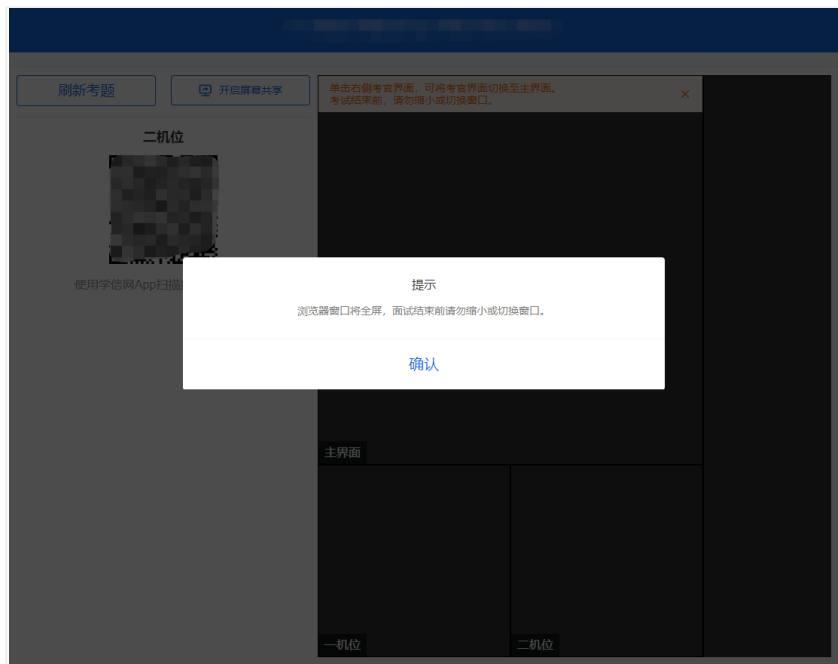 刷新考题
开启屏幕共享
单击右侧考官界面，可将考官界面切换至主界面。
考试结束前，请勿缩小或切换窗口。
二机位
使用学信网App扫描
提示
浏览器窗口将全屏，面试结束前请勿缩小或切换窗口。
确认
主界面
一机位
二机位